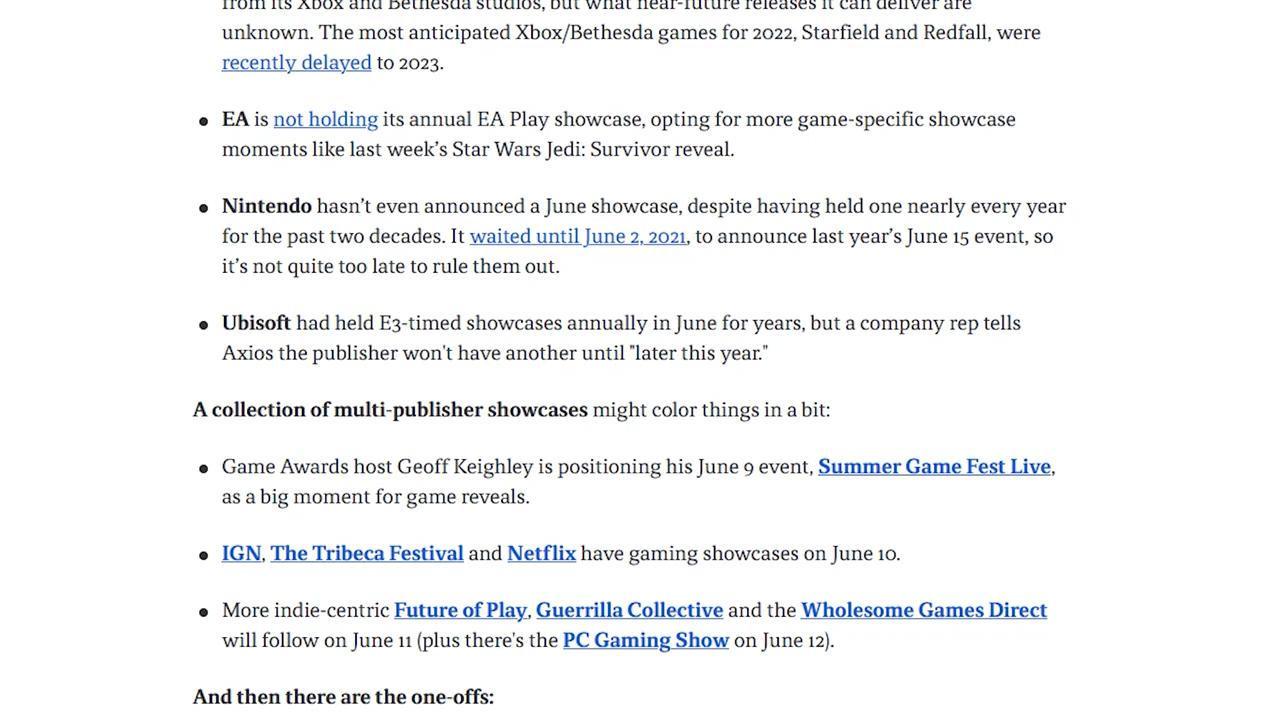 from its Xbox and Bethesda studios, but what near-future releases it can deliver are
unknown. The most anticipated Xbox/Bethesda games for 2022, Starfield and Redfall, were
recently delayed to 2023.
• EA is not holding its annual EA Play showcase, opting for more game-specific showcase
moments like last week’s Star Wars Jedi: Survivor reveal.
• Nintendo hasn’t even announced a June showcase, despite having held one nearly every year
for the past two decades. It waited until June 2, 2021, to announce last year’s June 15 event, so
it’s not quite too late to rule them out.
• Ubisoft had held E3-timed showcases annually in June for years, but a company rep tells
Axios the publisher won't have another until "later this year."
A collection of multi-publisher showcases might color things in a bit:
• Game Awards host Geoff Keighley is positioning his June 9 event, Summer Game Fest Live,
as a big moment for game reveals.
• IGN, The Tribeca Festival and Netflix have gaming showcases on June 10.
• More indie-centric Future of Play, Guerrilla Collective and the Wholesome Games Direct
will follow on June 11 (plus there's the PC Gaming Show on June 12).
And then there are the one-offs: